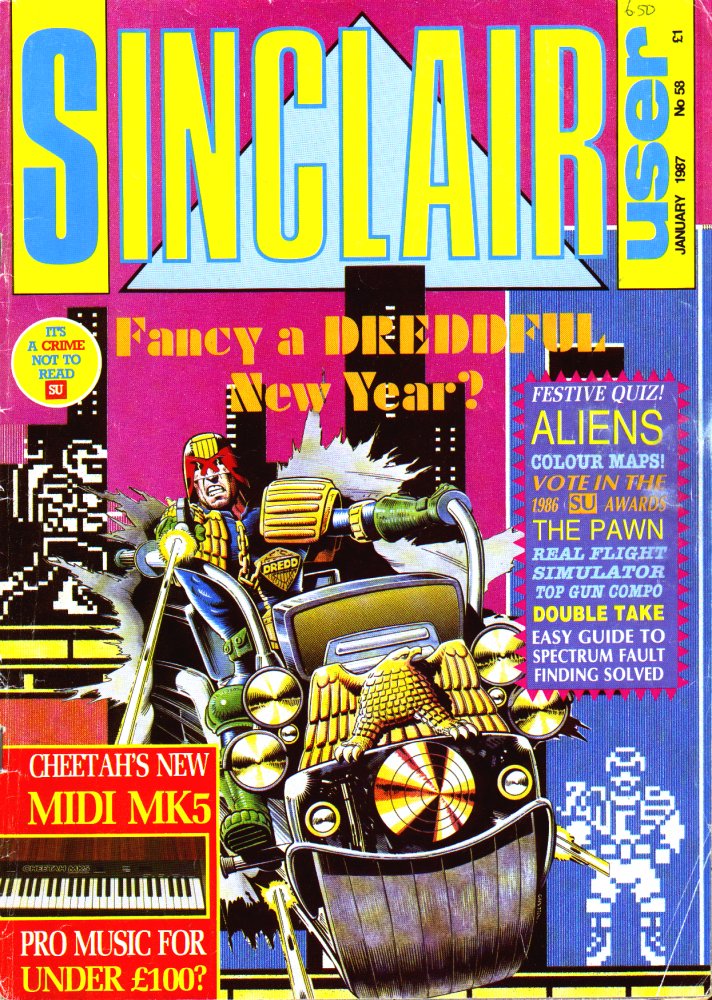 6.50
SINCLAIR
user
JANUARY 1987 No 58 £1
IT'S
A CRIME
NOT TO
READ
SU
Fancy a DREDDFUL
New Year?
FESTIVE QUIZ!
ALIENS
COLOUR MAPS!
VOTE IN THE
1986 SU AWARDS
THE PAWN
REAL FLIGHT
SIMULATOR
TOP GUN COMPO
DOUBLE TAKE
EASY GUIDE TO
SPECTRUM FAULT
FINDING SOLVED
DREDD
CHEETAH'S NEW
MIDI MK5
CHEETAH MK5
PRO MUSIC FOR
UNDER £100?